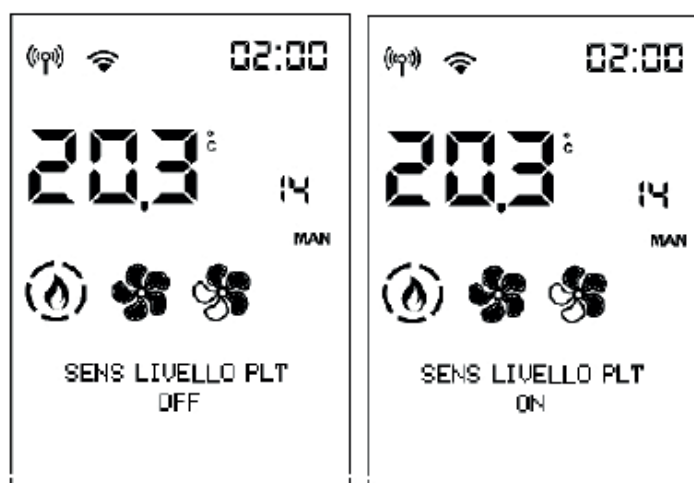 02:00
20.3 °C
14
MAN
SENS LIVELLO PLT
OFF
02:00
20.3 °C
14
MAN
SENS LIVELLO PLT
ON